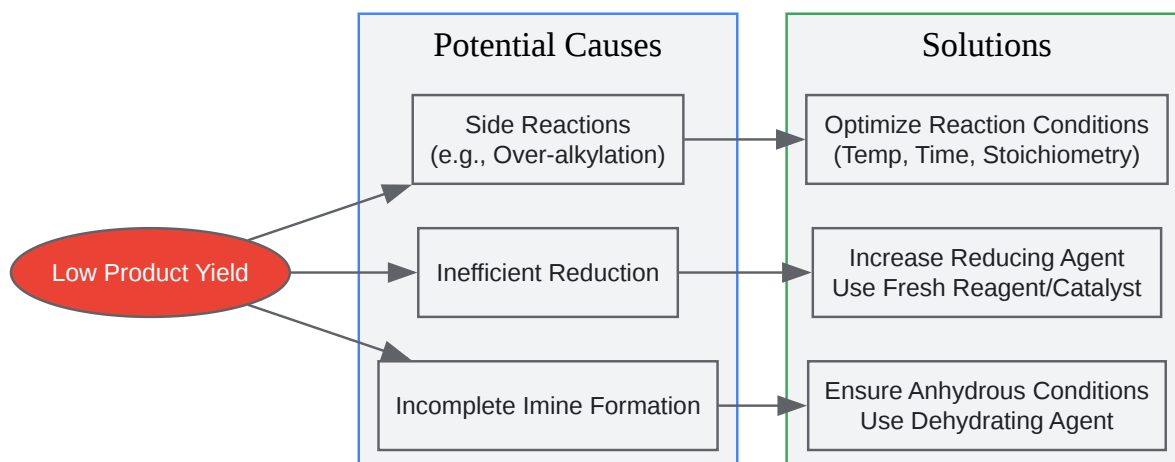 Potential Causes
Solutions
Side Reactions
(e.g., Over-alkylation)
Optimize Reaction Conditions
(Temp, Time, Stoichiometry)
Low Product Yield
Inefficient Reduction
Increase Reducing Agent
Use Fresh Reagent/Catalyst
Incomplete Imine Formation
Ensure Anhydrous Conditions
Use Dehydrating Agent